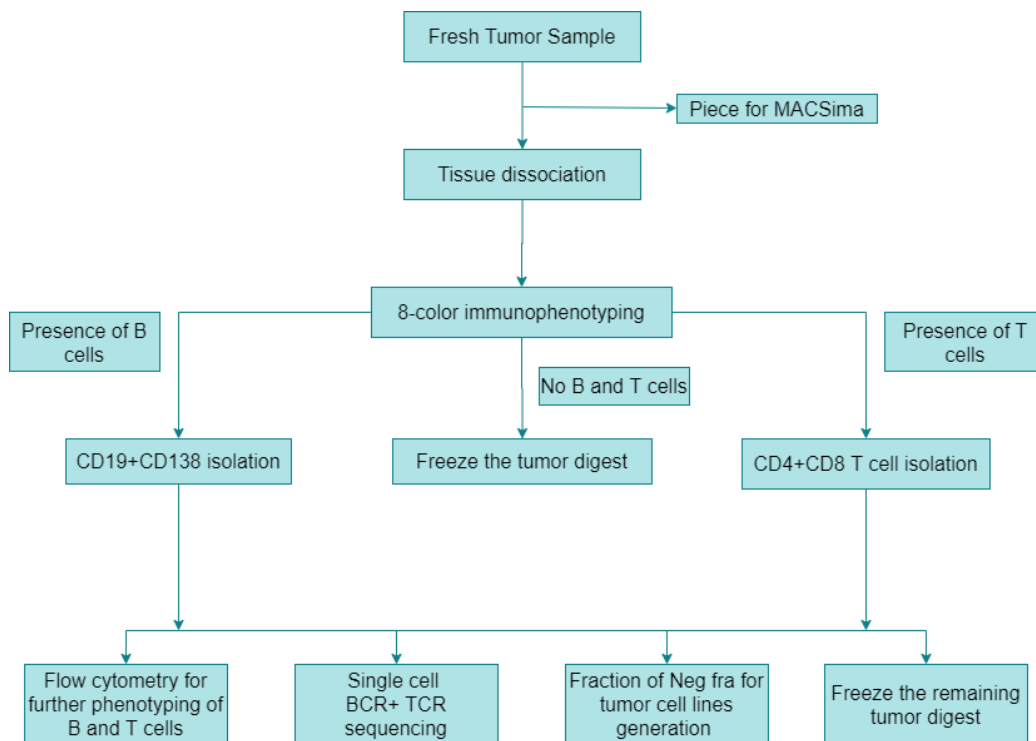 Fresh Tumor Sample
Piece for MACSima
Tissue dissociation
8-color immunophenotyping
Presence of B
cells
Presence of T
cells
No B and T cells
CD19+CD138 isolation
Freeze the tumor digest
CD4+CD8 T cell isolation
Flow cytometry for
further phenotyping of
B and T cells
Single cell
BCR+ TCR
sequencing
Fraction of Neg fra for
tumor cell lines
generation
Freeze the remaining
tumor digest